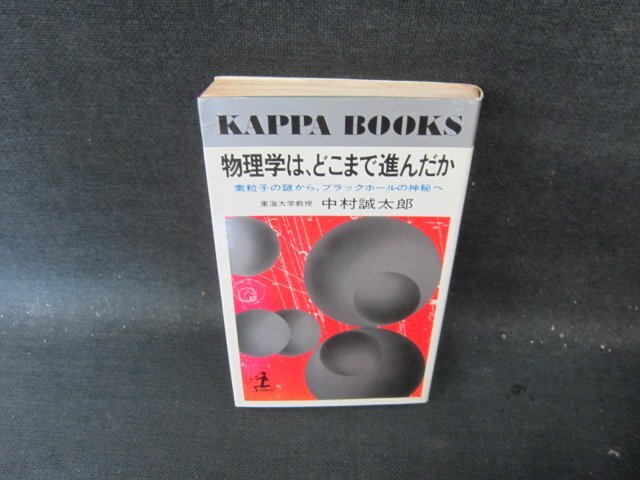 KAPPA BOOKS
物理学は、どこまで進んだか
素粒子の謎から、ブラックホールの神秘へ
東海大学教授 中村誠太郎